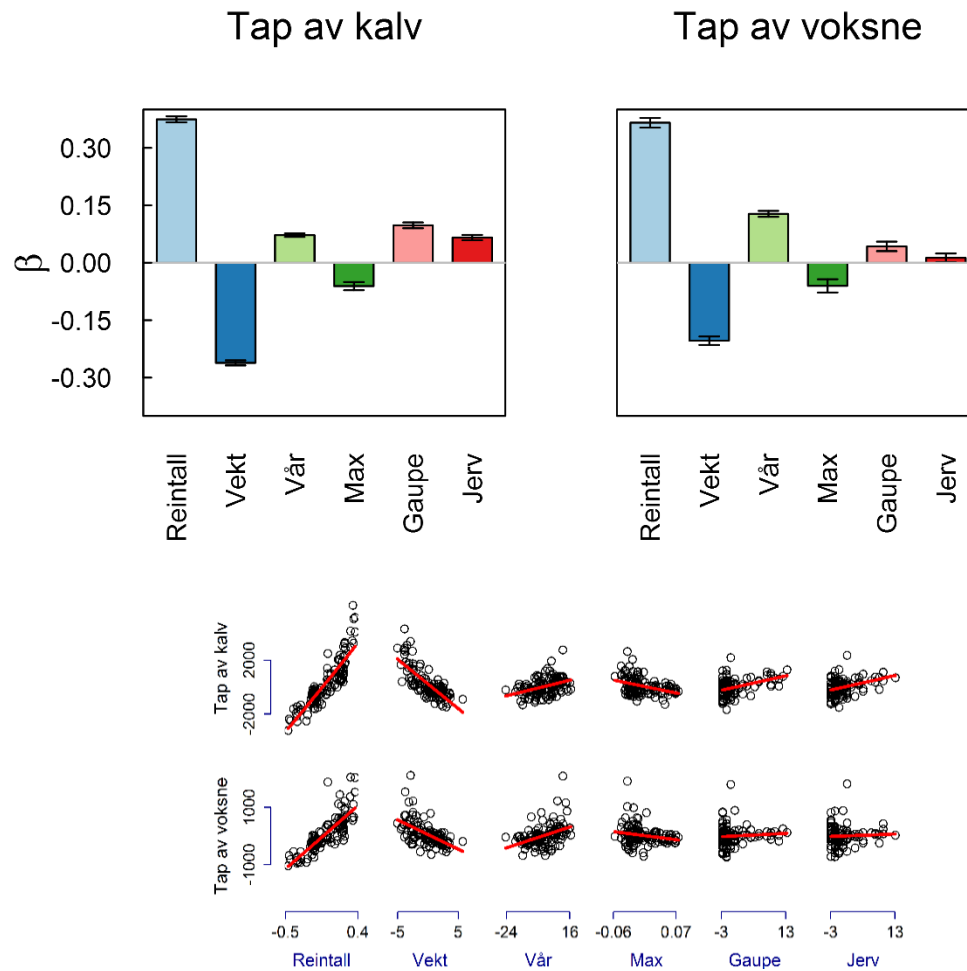 Tap av kalv Tap av voksne
β
0.30
0.15
0.00
-0.15
-0.30
Reintall Vekt Vår Max Gaupe Jerv
Reintall Vekt Vår Max Gaupe Jerv
Tap av kalv
2000
-2000
Tap av voksne
1000
-1000
-0.5 0.4 -5 5 -24 16 -0.06 0.07 -3 13 -3 13
Reintall Vekt Vår Max Gaupe Jerv